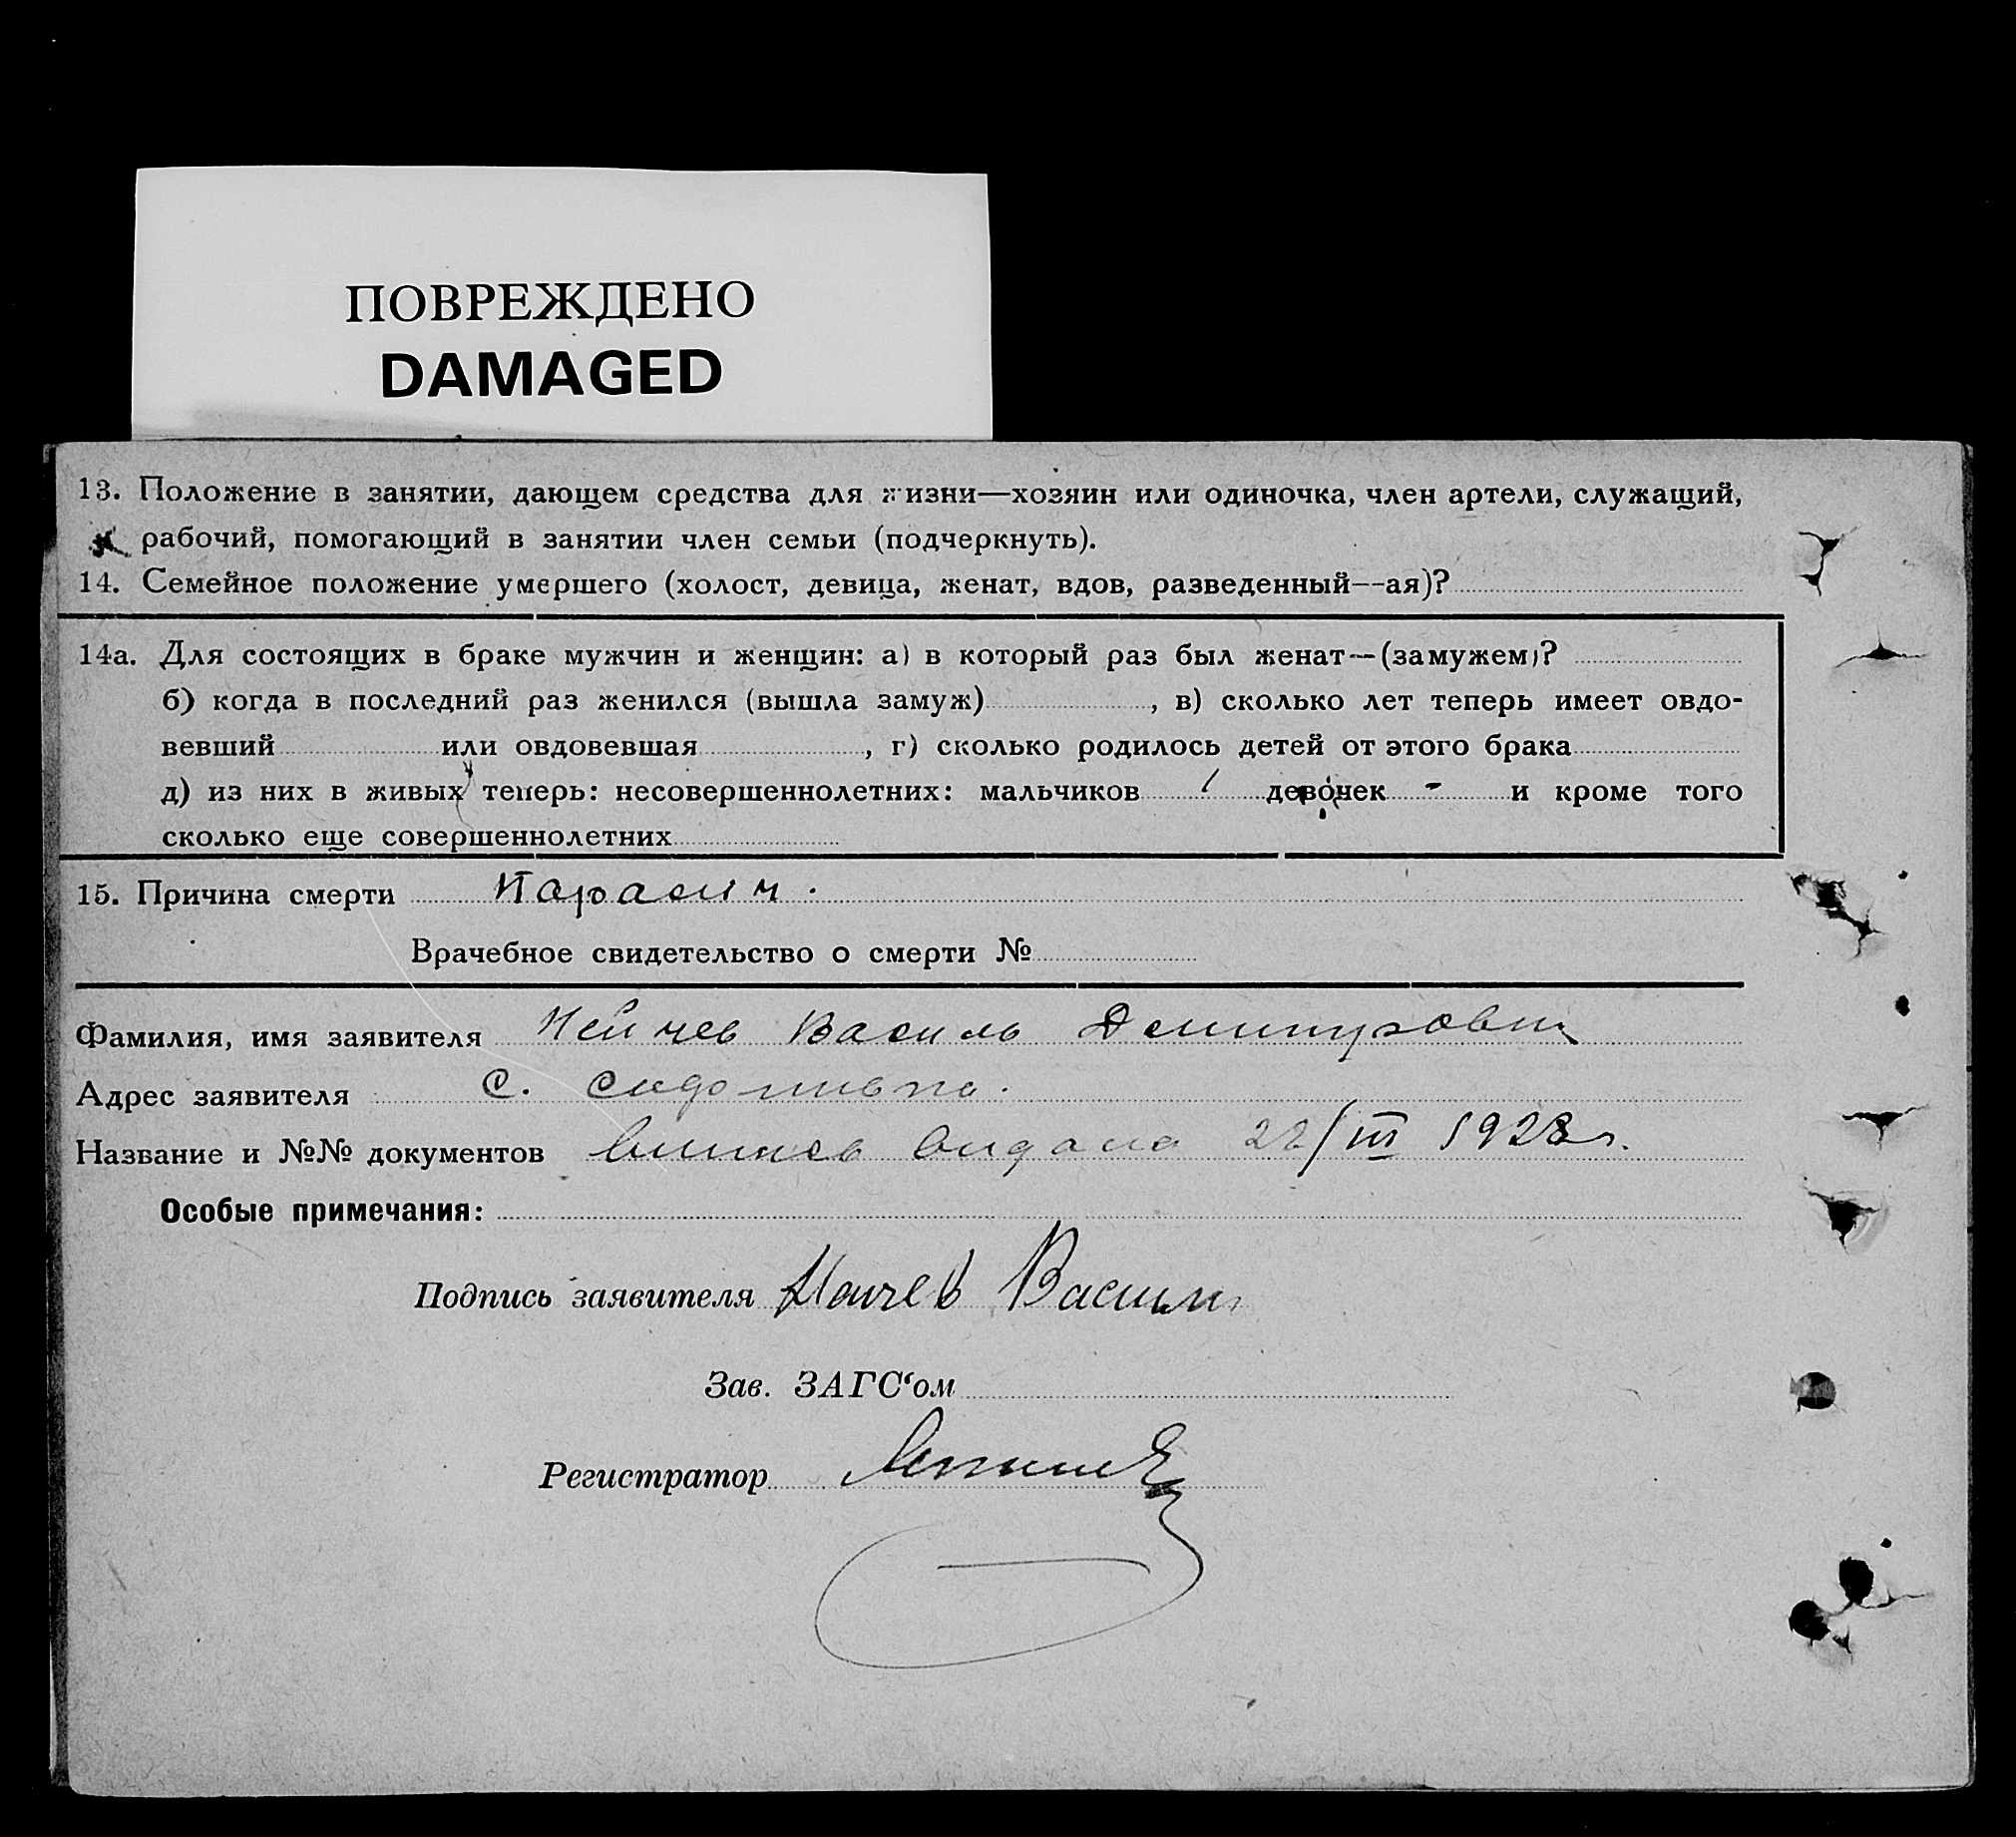 ПОВРЕЖДЕНО
DAMAGED
13. Положение в занятии, дающем средства для жизни—хозяин или одиночка, член артели, служащий,
рабочий, помогающий в занятии член семьи (подчеркнуть).
14. Семейное положение умершего (холост, девица, женат, вдов, разведенный—ая)?
14а. Для состоящих в браке мужчин и женщин: а) в который раз был женат—(замужем)?
б) когда в последний раз женился (вышла замуж) , в) сколько лет теперь имеет овдо-
вевший или овдовевшая , г) сколько родилось детей от этого брака
д) из них в живых теперь: несовершеннолетних: мальчиков / девочек - и кроме того
сколько еще совершеннолетних
15. Причина смерти
Врачебное свидетельство о смерти №
Фамилия, имя заявителя Василь
Адрес заявителя с.
Название и №№ документов видана /III 1928 г.
Особые примечания:
Подпись заявителя Василь
Зав. ЗАГС‘ом
Регистратор